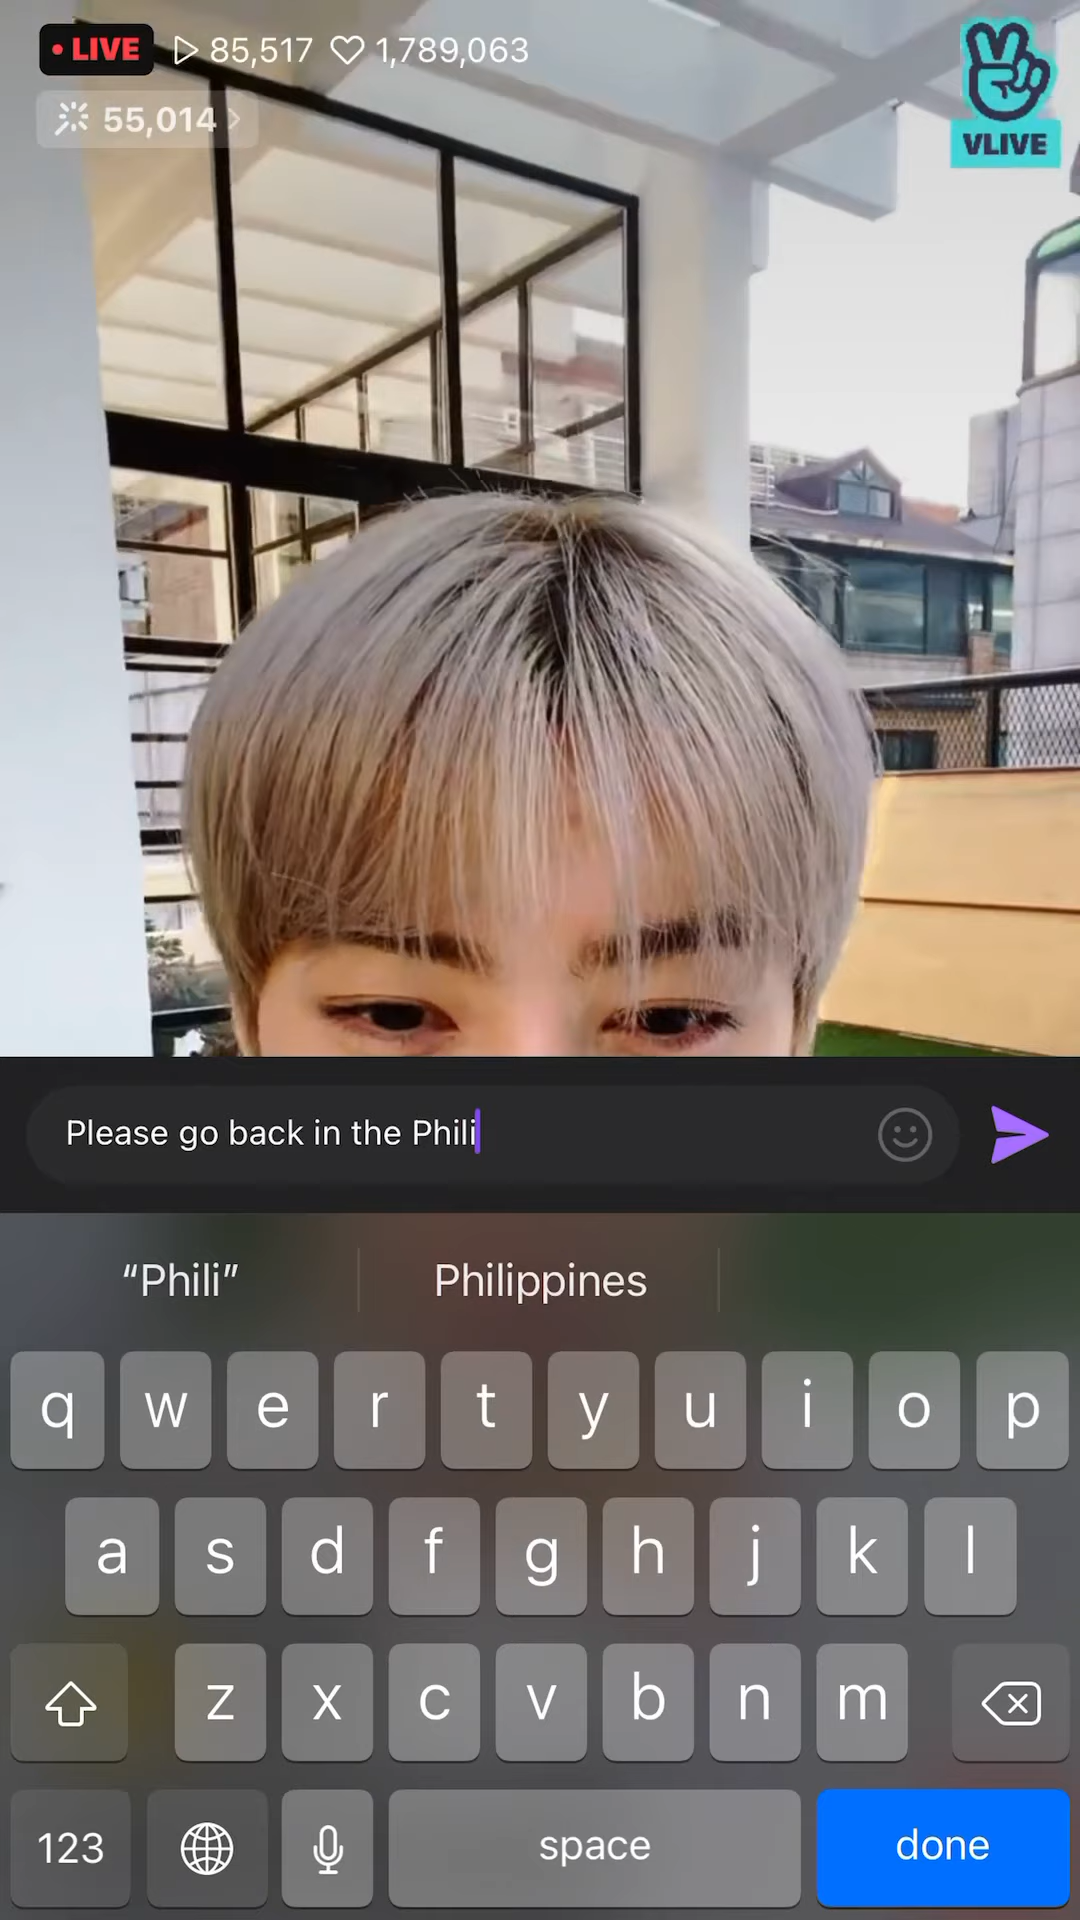 LIVE 85,517 1,789,063
55,014
VLIVE
Please go back in the Phili
“Phili” Philippines
q w e r t y u i o p
a s d f g h j k l
z x c v b n m
123 space done